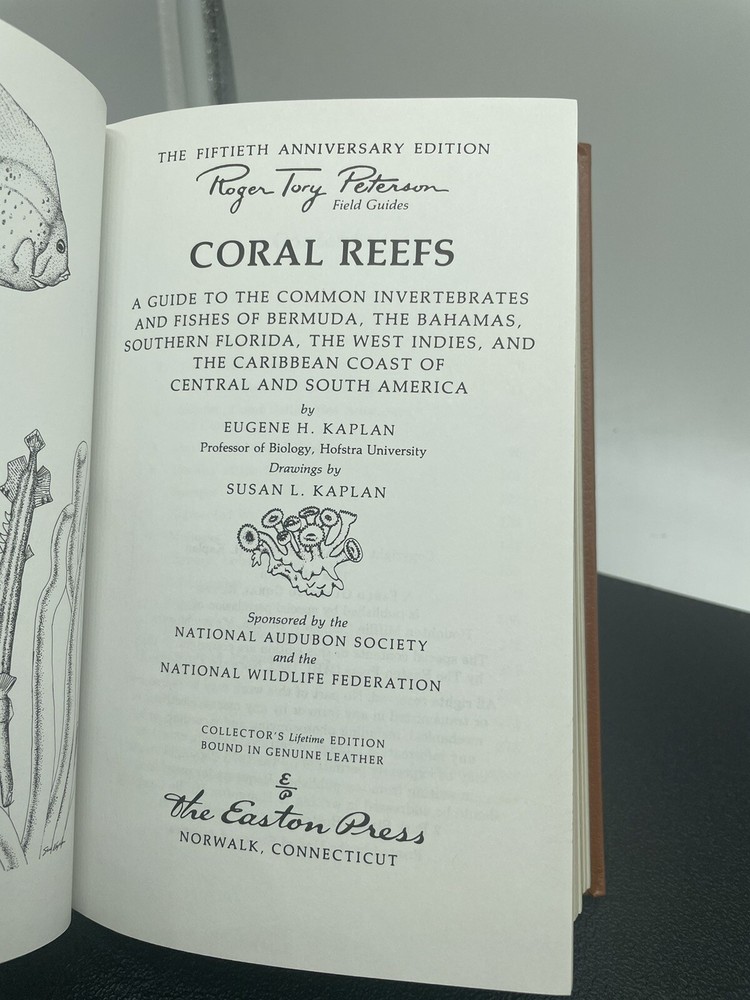 THE FIFTIETH ANNIVERSARY EDITION
Roger Tory Peterson
Field Guides
CORAL REEFS
A GUIDE TO THE COMMON INVERTEBRATES
AND FISHES OF BERMUDA, THE BAHAMAS,
SOUTHERN FLORIDA, THE WEST INDIES, AND
THE CARIBBEAN COAST OF
CENTRAL AND SOUTH AMERICA
by
EUGENE H. KAPLAN
Professor of Biology, Hofstra University
Drawings by
SUSAN L. KAPLAN
Sponsored by the
NATIONAL AUDUBON SOCIETY
and the
NATIONAL WILDLIFE FEDERATION
COLLECTOR'S Lifetime EDITION
BOUND IN GENUINE LEATHER
E
P
The Easton Press
NORWALK, CONNECTICUT